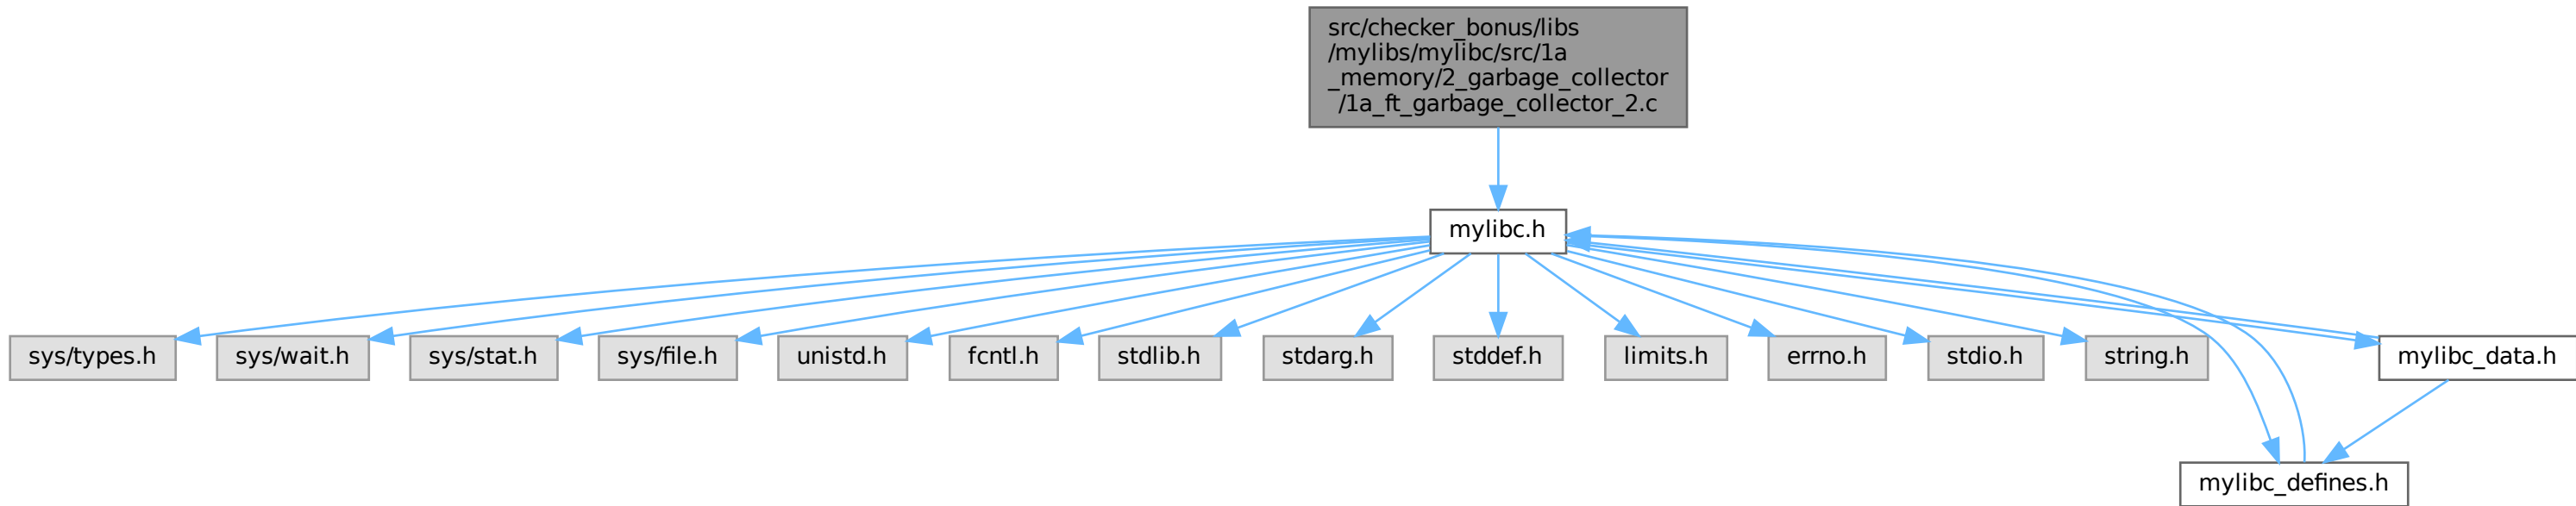 src/checker_bonus/libs
/mylibs/mylibc/src/1a
_memory/2_garbage_collector
/1a_ft_garbage_collector_2.c
mylibc.h
sys/types.h
sys/wait.h
sys/stat.h
sys/file.h
unistd.h
fcntl.h
stdlib.h
stdarg.h
stddef.h
limits.h
errno.h
stdio.h
string.h
mylibc_data.h
mylibc_defines.h